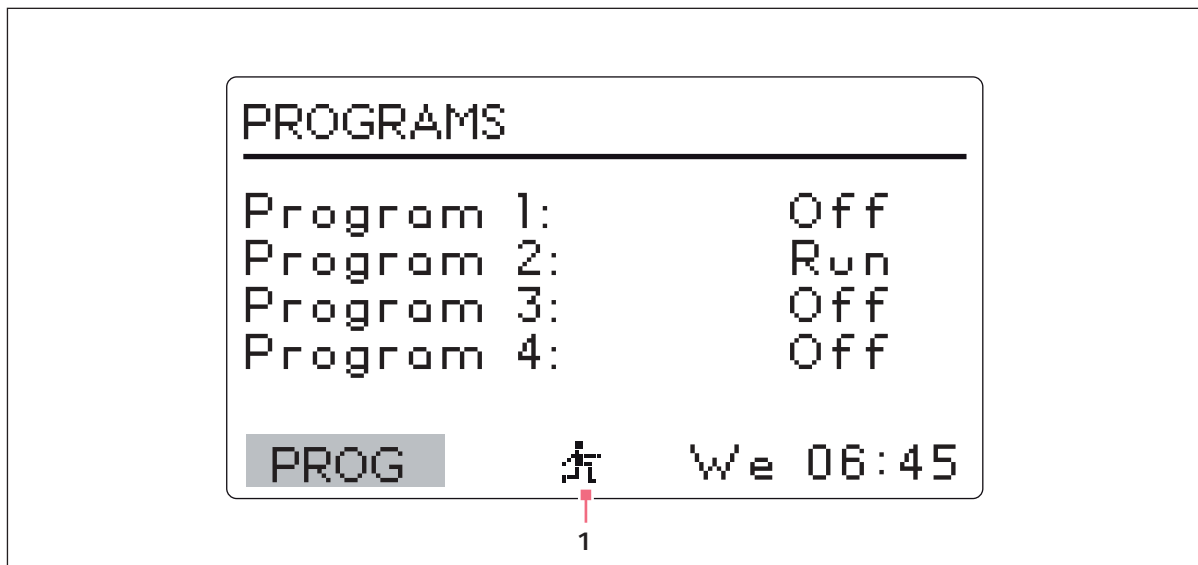 PROGRAMS
Program 1: Off
Program 2: Run
Program 3: Off
Program 4: Off
PROG We 06:45
1